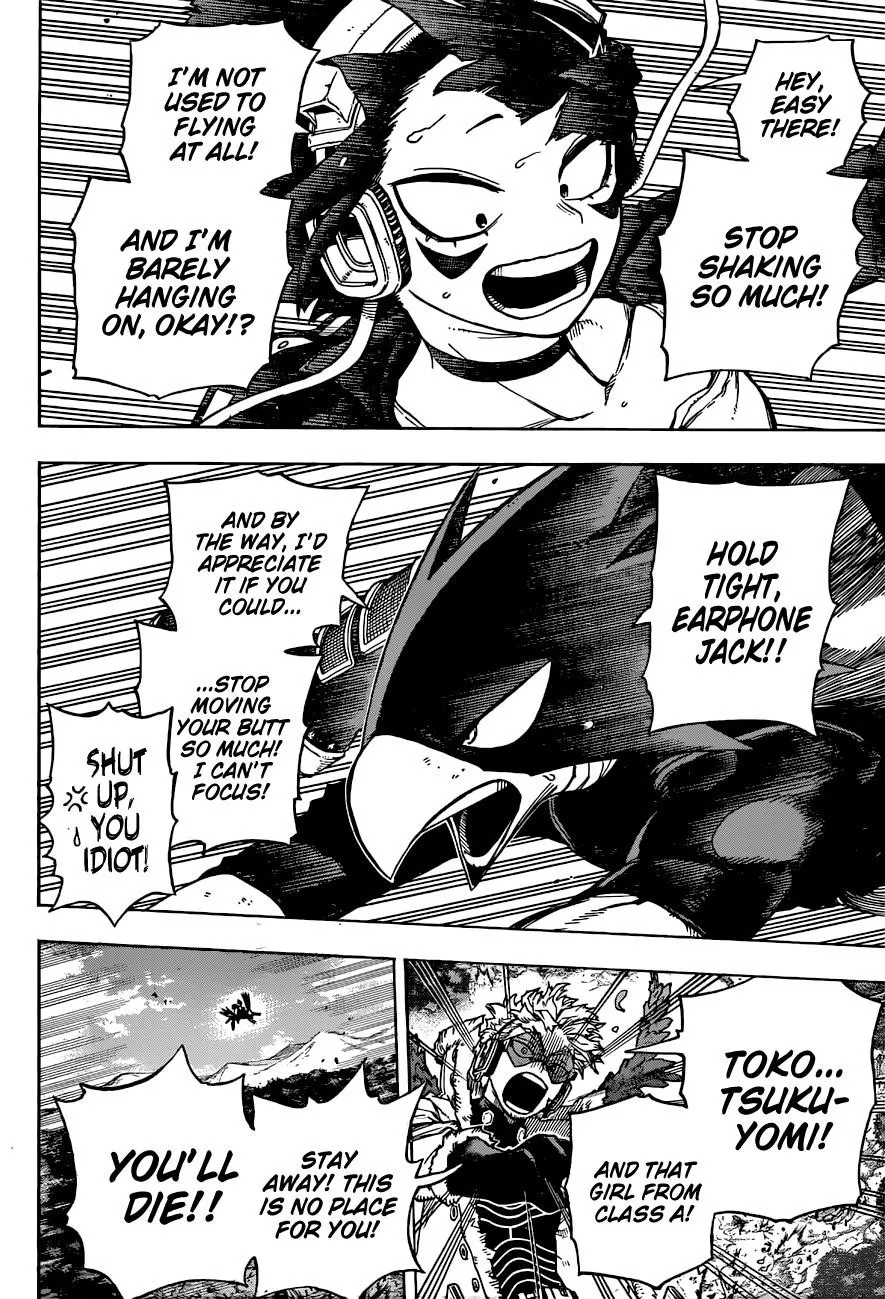 HEY,
EASY
THERE!
STOP
SHAKING
SO MUCH!
I'M NOT
USED TO
FLYING
AT ALL!
AND I'M
BARELY
HANGING
ON, OKAY!?
HOLD
TIGHT,
EARPHONE
JACK!!
AND BY
THE WAY, I'D
APPRECIATE
IT IF YOU
COULD...
...STOP
MOVING
YOUR BUTT
SO MUCH!
I CAN'T
FOCUS!
SHUT
UP,
YOU
IDIOT!
TOKO...
TSUKU-
YOMI!
AND THAT
GIRL FROM
CLASS A!
STAY
AWAY! THIS
IS NO PLACE
FOR YOU!
YOU'LL
DIE!!